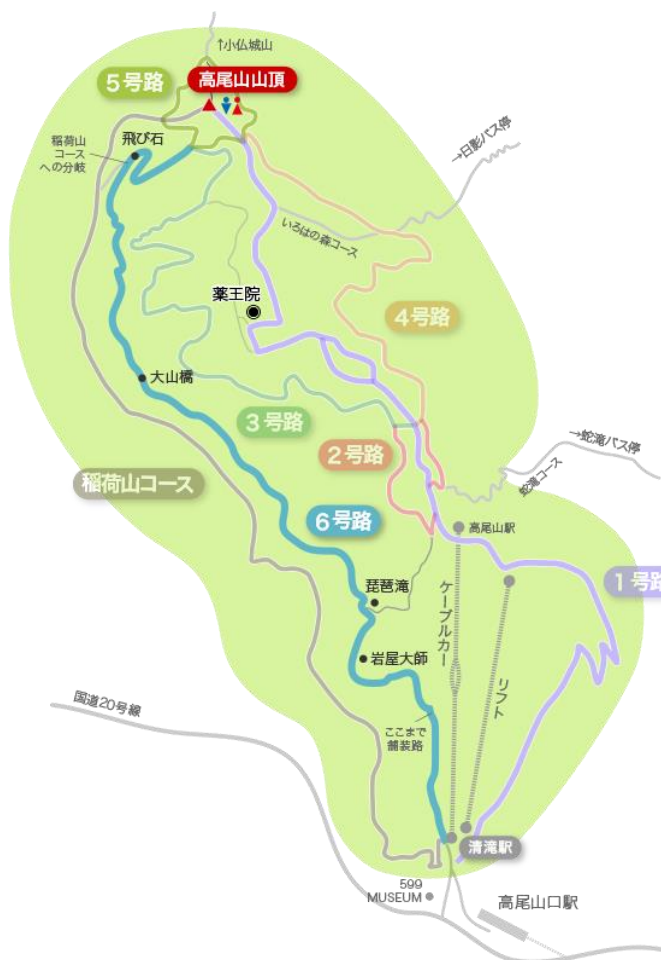 ↑小仏城山
5号路
高尾山山頂
稲荷山
コース
への分岐
飛び石
→日影バス停
いろはの森コース
薬王院
4号路
大山橋
3号路
2号路
→蛇滝バス停
蛇滝コース
稲荷山コース
6号路
高尾山駅
1号路
琵琶滝
ケーブルカー
岩屋大師
リフト
国道20号線
ここまで
舗装路
清滝駅
599
MUSEUM
高尾山口駅